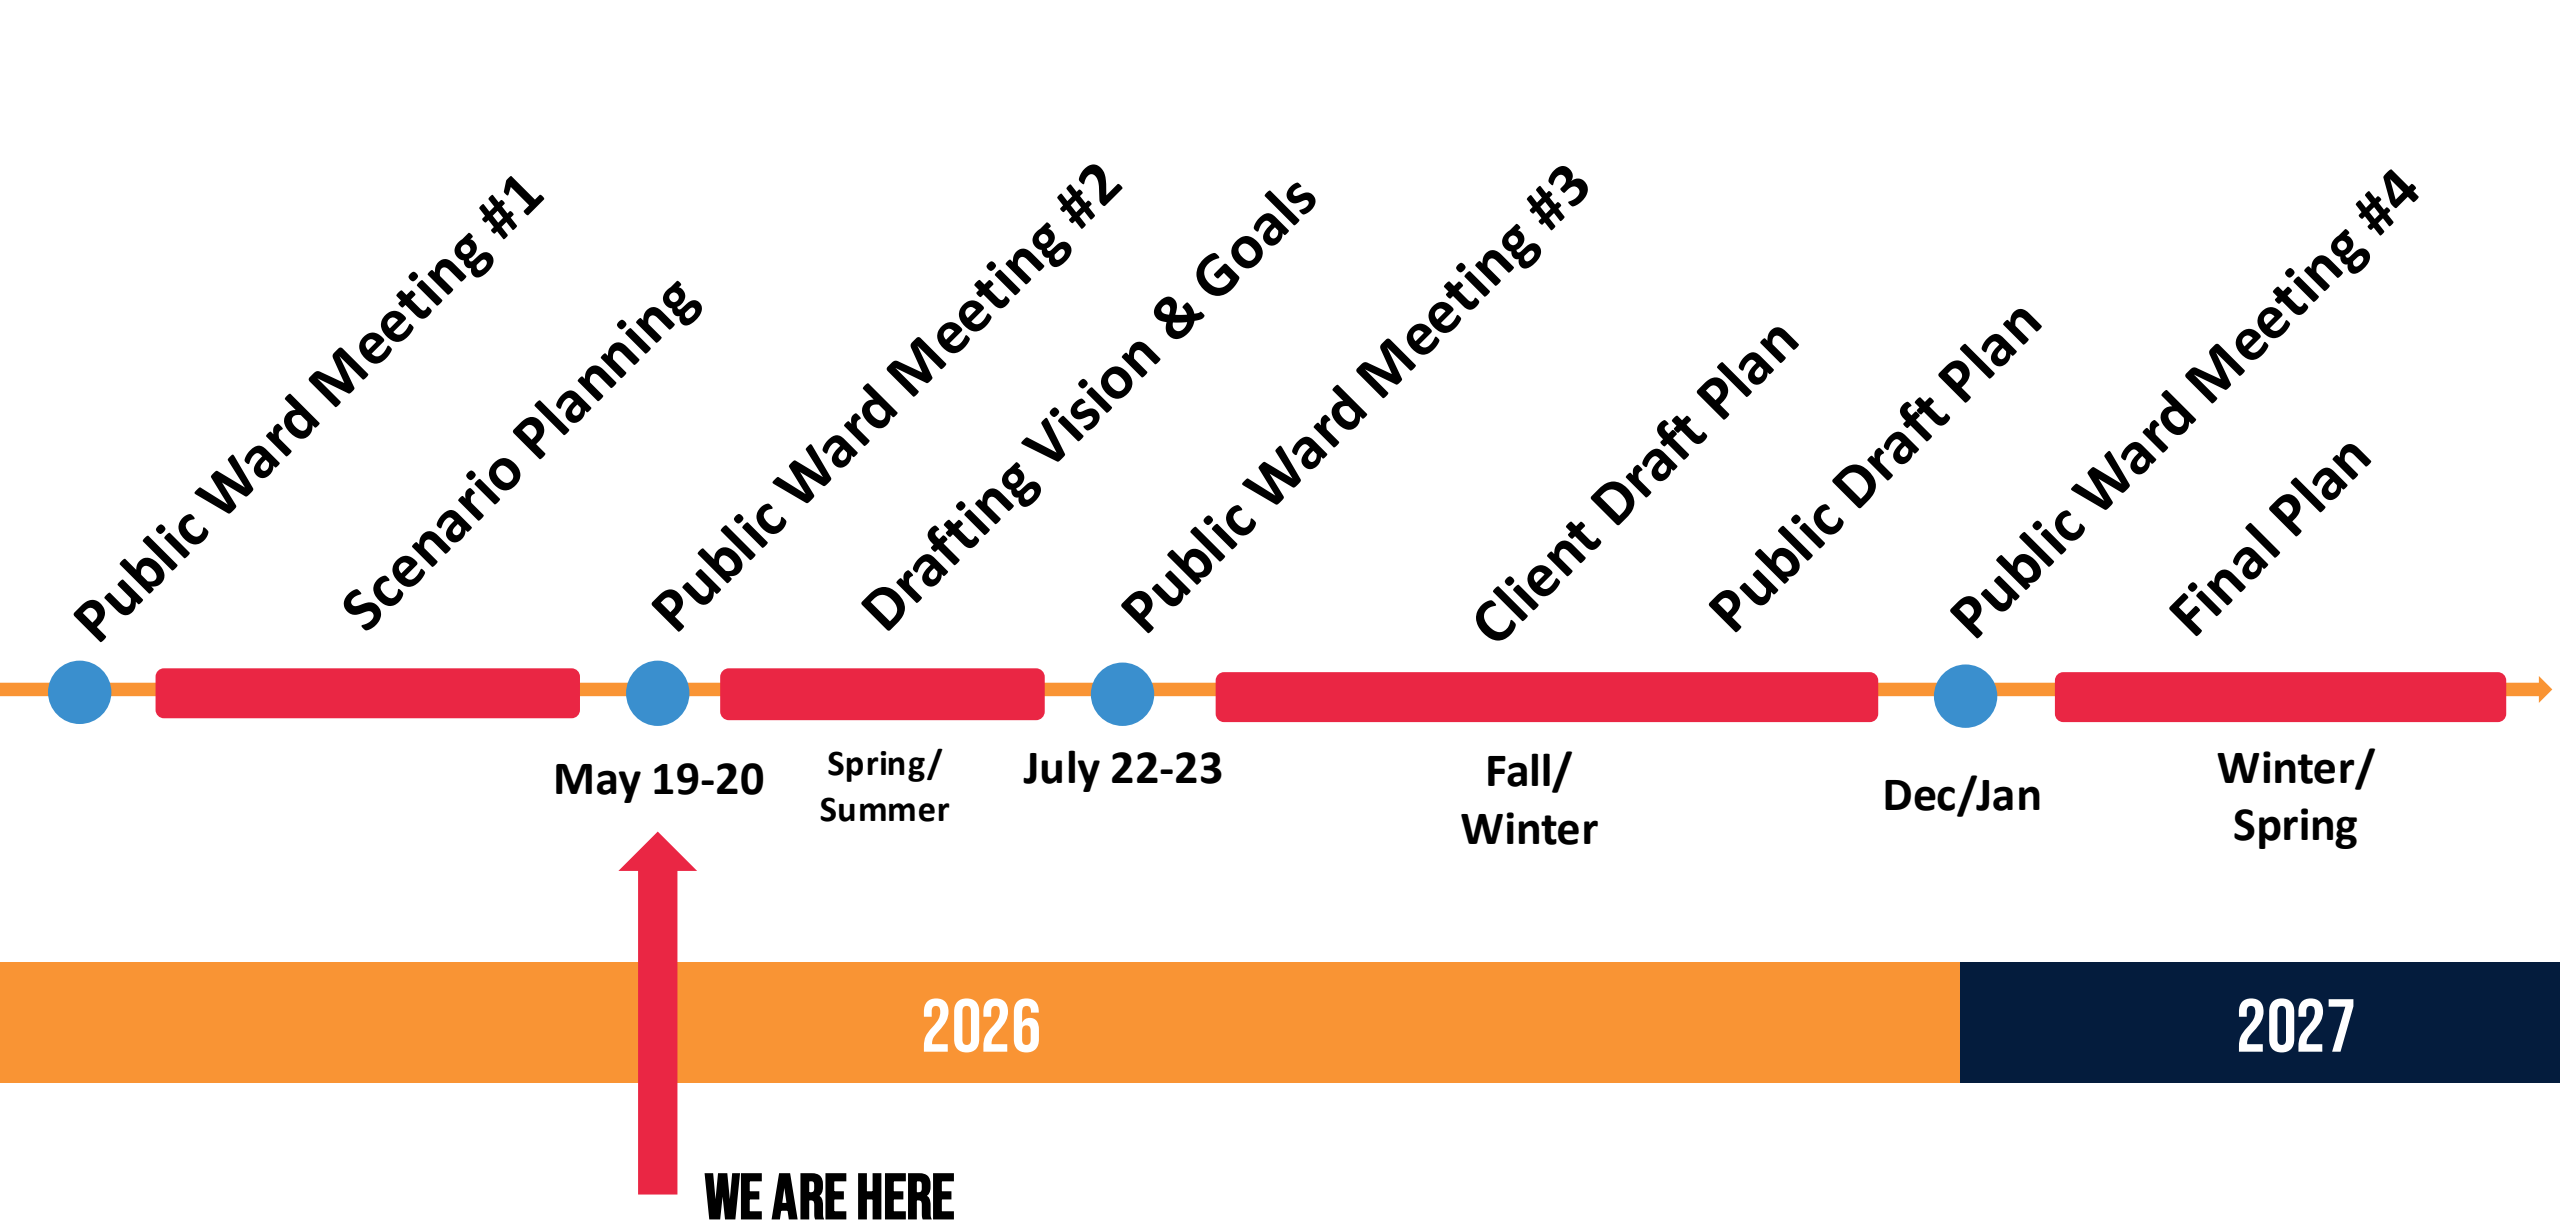 Public Ward Meeting #1
Scenario Planning
Public Ward Meeting #2
Drafting Vision & Goals
Public Ward Meeting #3
Client Draft Plan
Public Draft Plan
Public Ward Meeting #4
Final Plan
May 19-20
Spring/
Summer
July 22-23
Fall/
Winter
Dec/Jan
Winter/
Spring
2026
2027
WE ARE HERE